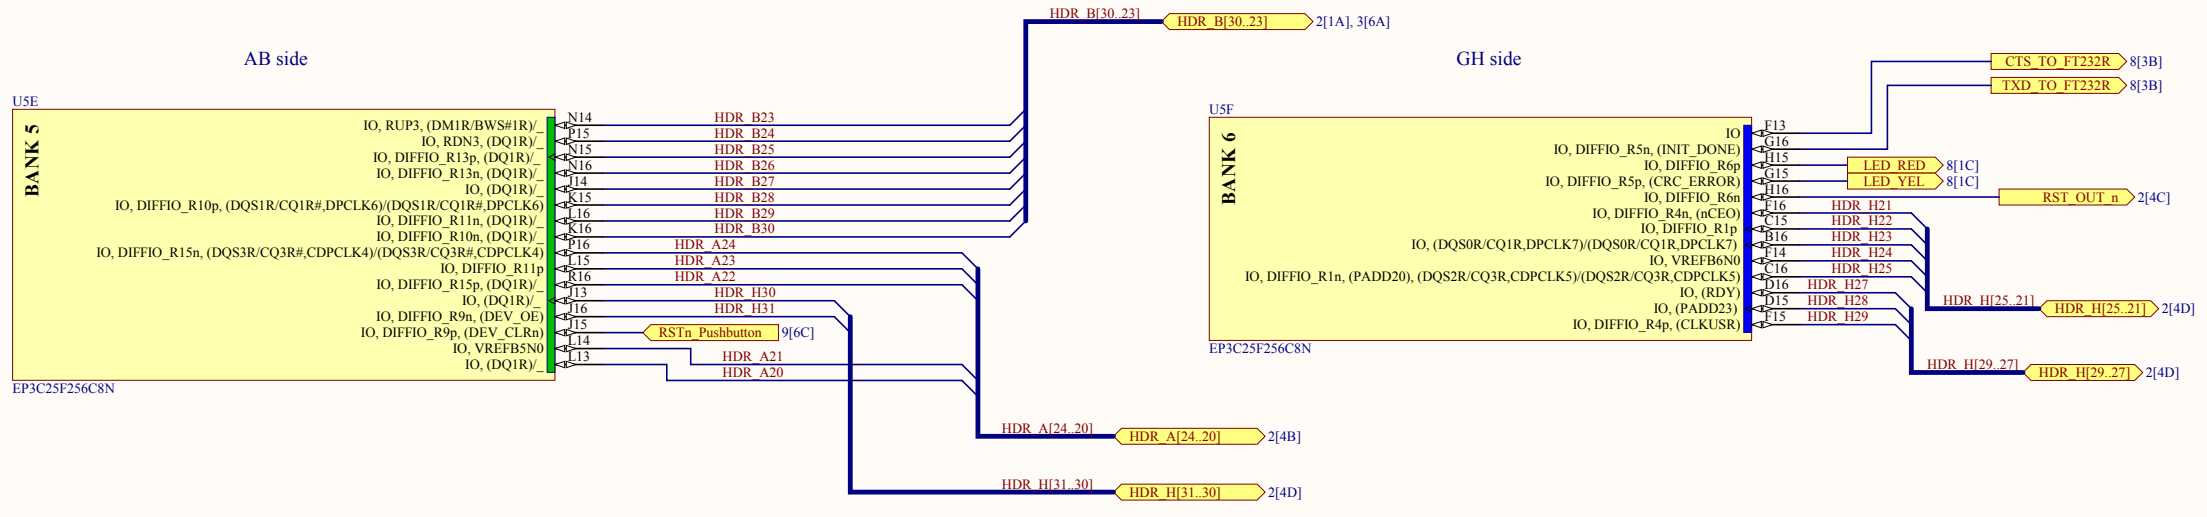 HDR_B[30..23]
HDR_B[30..23] 2[1A], 3[6A]
AB side
U5E
BANK 5
IO, RUP3, (DM1R/BWS#1R)/_ N14 HDR_B23
IO, RDN3, (DQ1R)/_ P15 HDR_B24
IO, DIFFIO_R13p, (DQ1R)/_ N15 HDR_B25
IO, DIFFIO_R13n, (DQ1R)/_ N16 HDR_B26
IO, (DQ1R)/_ J14 HDR_B27
IO, DIFFIO_R10p, (DQS1R/CQ1R#,DPCLK6)/(DQS1R/CQ1R#,DPCLK6) K15 HDR_B28
IO, DIFFIO_R11n, (DQ1R)/_ L16 HDR_B29
IO, DIFFIO_R10n, (DQ1R)/_ K16 HDR_B30
IO, DIFFIO_R15n, (DQS3R/CQ3R#,CDPCLK4)/(DQS3R/CQ3R#,CDPCLK4) P16 HDR_A24
IO, DIFFIO_R11p L15 HDR_A23
IO, DIFFIO_R15p, (DQ1R)/_ R16 HDR_A22
IO, (DQ1R)/_ J13 HDR_H30
IO, DIFFIO_R9n, (DEV_OE) J16 HDR_H31
IO, DIFFIO_R9p, (DEV_CLRn) J15 RSTn_Pushbutton 9[6C]
IO, VREFB5N0 L14 HDR_A21
IO, (DQ1R)/_ L13 HDR_A20
EP3C25F256C8N
HDR_A[24..20] HDR_A[24..20] 2[4B]
HDR_H[31..30] HDR_H[31..30] 2[4D]
GH side
CTS_TO_FT232R 8[3B]
TXD_TO_FT232R 8[3B]
U5F
BANK 6
IO F13
IO, DIFFIO_R5n, (INIT_DONE) G16
IO, DIFFIO_R6p H15 LED_RED 8[1C]
IO, DIFFIO_R5p, (CRC_ERROR) G15 LED_YEL 8[1C]
IO, DIFFIO_R6n H16 RST_OUT_n 2[4C]
IO, DIFFIO_R4n, (nCEO) F16 HDR_H21
IO, DIFFIO_R1p C15 HDR_H22
IO, (DQS0R/CQ1R,DPCLK7)/(DQS0R/CQ1R,DPCLK7) B16 HDR_H23
IO, VREFB6N0 F14 HDR_H24
IO, DIFFIO_R1n, (PADD20), (DQS2R/CQ3R,CDPCLK5)/(DQS2R/CQ3R,CDPCLK5) C16 HDR_H25
IO, (RDY) D16 HDR_H27
IO, (PADD23) D15 HDR_H28
IO, DIFFIO_R4p, (CLKUSR) F15 HDR_H29
EP3C25F256C8N
HDR_H[25..21] HDR_H[25..21] 2[4D]
HDR_H[29..27] HDR_H[29..27] 2[4D]